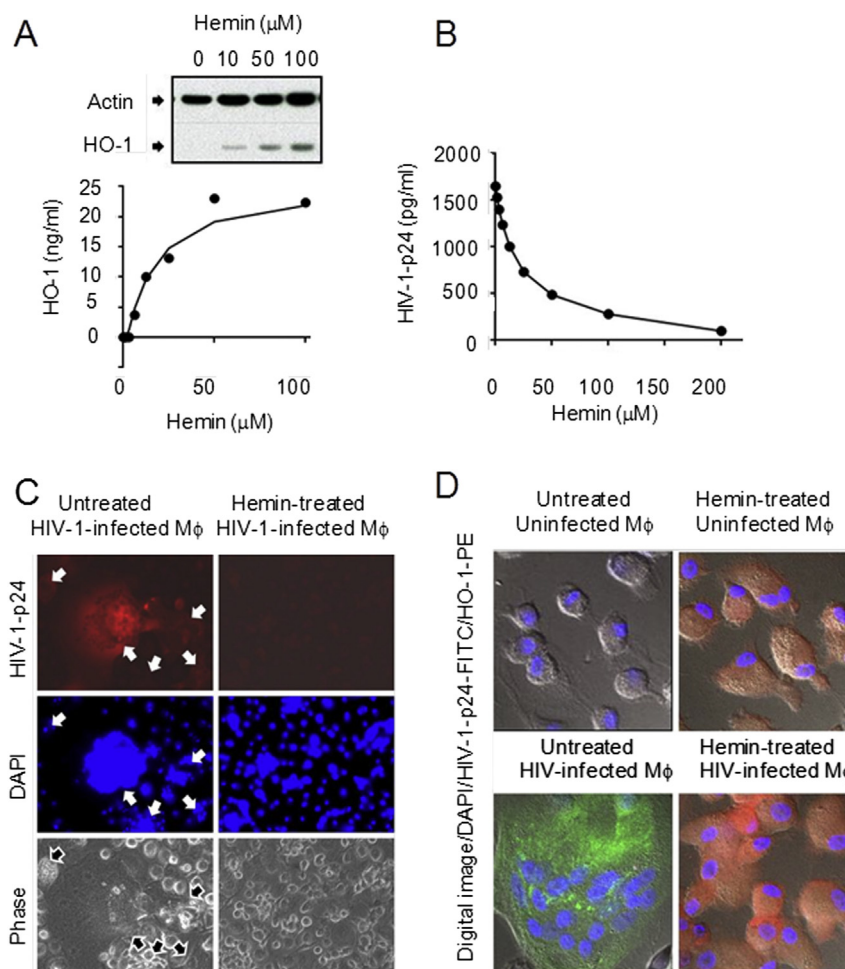 A
Hemin (μM)
0 10 50 100
Actin
HO-1
25
20
15
10
5
0
HO-1 (ng/ml)
0 50 100
Hemin (μM)
B
2000
1500
1000
500
0
HIV-1-p24 (pg/ml)
0 50 100 150 200
Hemin (μM)
C
Untreated
HIV-1-infected Mϕ
Hemin-treated
HIV-1-infected Mϕ
HIV-1-p24
DAPI
Phase
D
Untreated
Uninfected Mϕ
Hemin-treated
Uninfected Mϕ
Digital image/DAPI/HIV-1-p24-FITC/HO-1-PE
Untreated
HIV-infected Mϕ
Hemin-treated
HIV-infected Mϕ